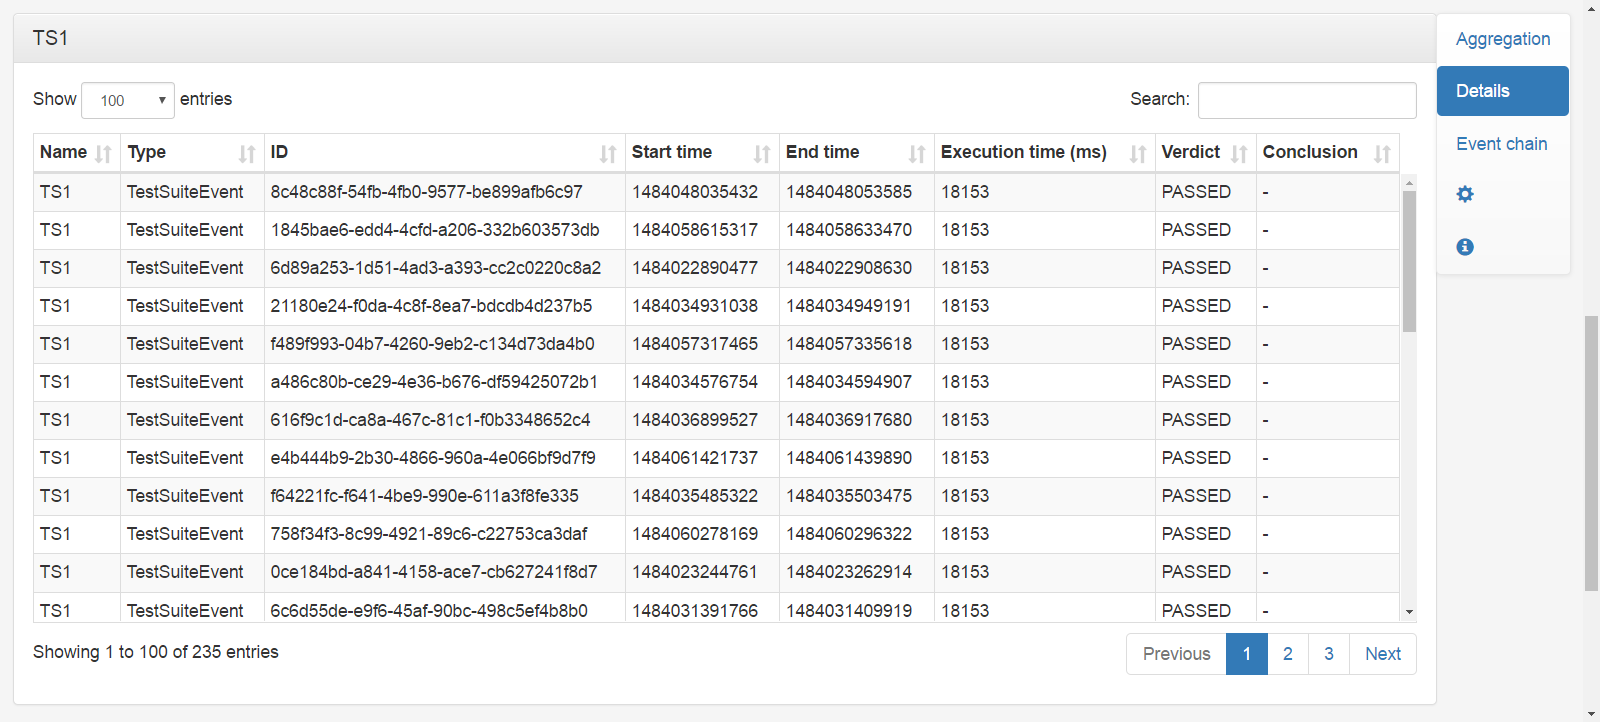 TS1
Aggregation
Details
Event chain
Show 100 entries
Search:
Name Type ID Start time End time Execution time (ms) Verdict Conclusion
TS1 TestSuiteEvent 8c48c88f-54fb-4fb0-9577-be899afb6c97 1484048035432 1484048053585 18153 PASSED -
TS1 TestSuiteEvent 1845bae6-edd4-4cfd-a206-332b603573db 1484058615317 1484058633470 18153 PASSED -
TS1 TestSuiteEvent 6d89a253-1d51-4ad3-a393-cc2c0220c8a2 1484022890477 1484022908630 18153 PASSED -
TS1 TestSuiteEvent 21180e24-f0da-4c8f-8ea7-bdcdb4d237b5 1484034931038 1484034949191 18153 PASSED -
TS1 TestSuiteEvent f489f993-04b7-4260-9eb2-c134d73da4b0 1484057317465 1484057335618 18153 PASSED -
TS1 TestSuiteEvent a486c80b-ce29-4e36-b676-df59425072b1 1484034576754 1484034594907 18153 PASSED -
TS1 TestSuiteEvent 616f9c1d-ca8a-467c-81c1-f0b3348652c4 1484036899527 1484036917680 18153 PASSED -
TS1 TestSuiteEvent e4b444b9-2b30-4866-960a-4e066bf9d7f9 1484061421737 1484061439890 18153 PASSED -
TS1 TestSuiteEvent f64221fc-f641-4be9-990e-611a3f8fe335 1484035485322 1484035503475 18153 PASSED -
TS1 TestSuiteEvent 758f34f3-8c99-4921-89c6-c22753ca3daf 1484060278169 1484060296322 18153 PASSED -
TS1 TestSuiteEvent 0ce184bd-a841-4158-ace7-cb627241f8d7 1484023244761 1484023262914 18153 PASSED -
TS1 TestSuiteEvent 6c6d55de-e9f6-45af-90bc-498c5ef4b8b0 1484031391766 1484031409919 18153 PASSED -
Showing 1 to 100 of 235 entries
Previous 1 2 3 Next